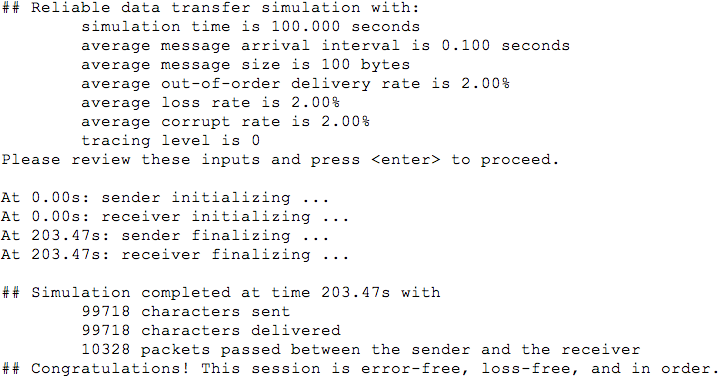 ## Reliable data transfer simulation with:
simulation time is 100.000 seconds
average message arrival interval is 0.100 seconds
average message size is 100 bytes
average out-of-order delivery rate is 2.00%
average loss rate is 2.00%
average corrupt rate is 2.00%
tracing level is 0
Please review these inputs and press <enter> to proceed.
At 0.00s: sender initializing ...
At 0.00s: receiver initializing ...
At 203.47s: sender finalizing ...
At 203.47s: receiver finalizing ...
## Simulation completed at time 203.47s with
99718 characters sent
99718 characters delivered
10328 packets passed between the sender and the receiver
## Congratulations! This session is error-free, loss-free, and in order.